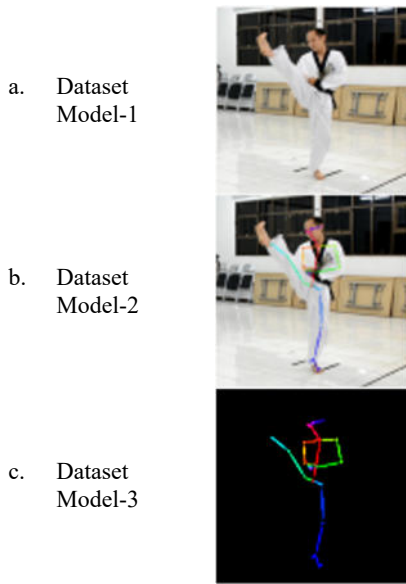 a. Dataset
Model-1
b. Dataset
Model-2
c. Dataset
Model-3